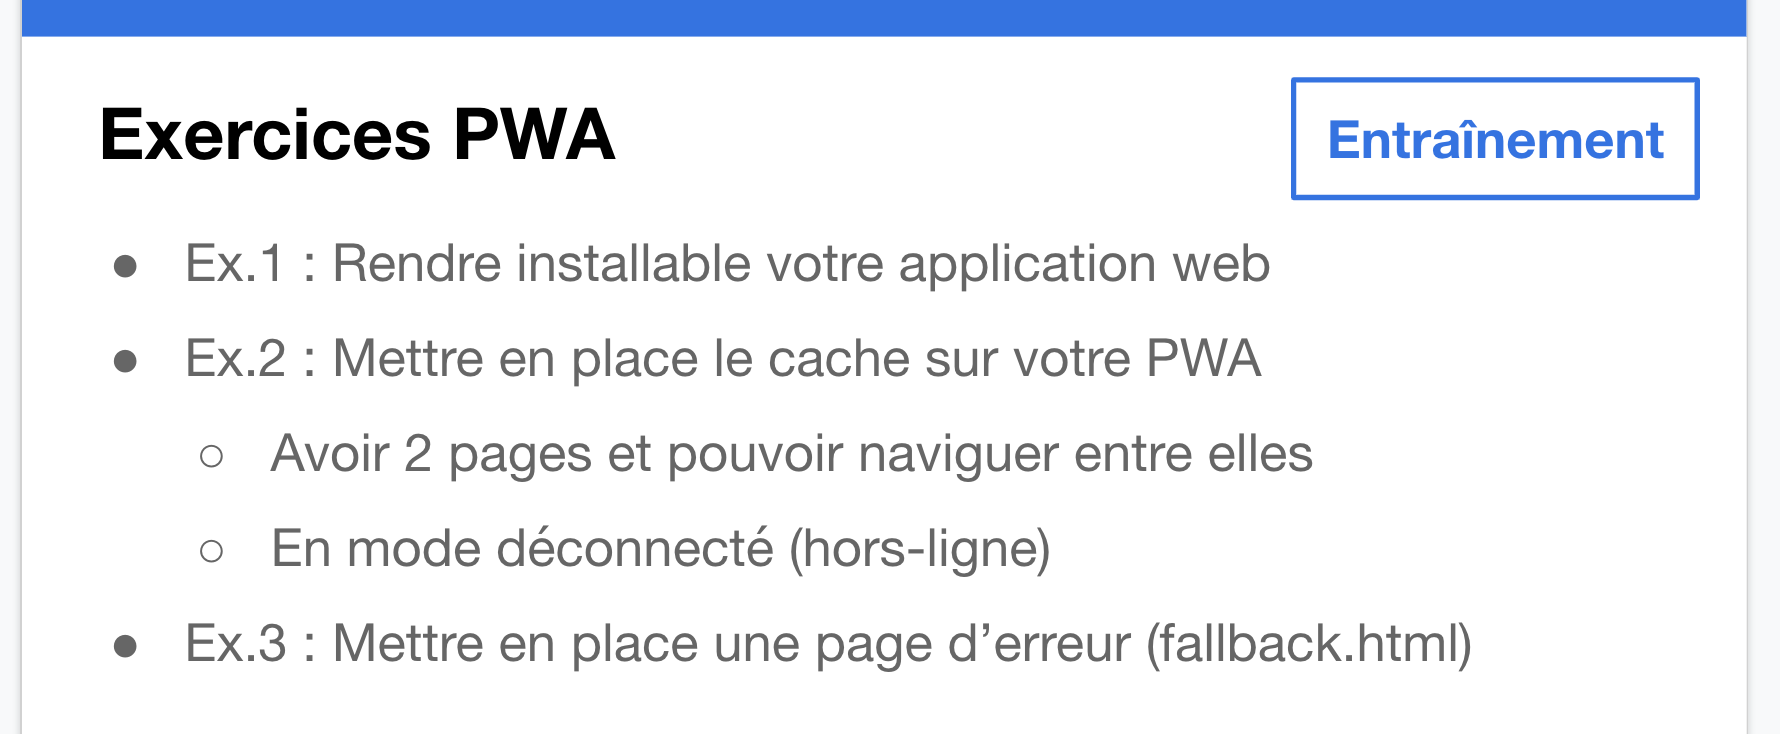 Exercices PWA
Entraînement
● Ex.1 : Rendre installable votre application web
● Ex.2 : Mettre en place le cache sur votre PWA
○ Avoir 2 pages et pouvoir naviguer entre elles
○ En mode déconnecté (hors-ligne)
● Ex.3 : Mettre en place une page d’erreur (fallback.html)